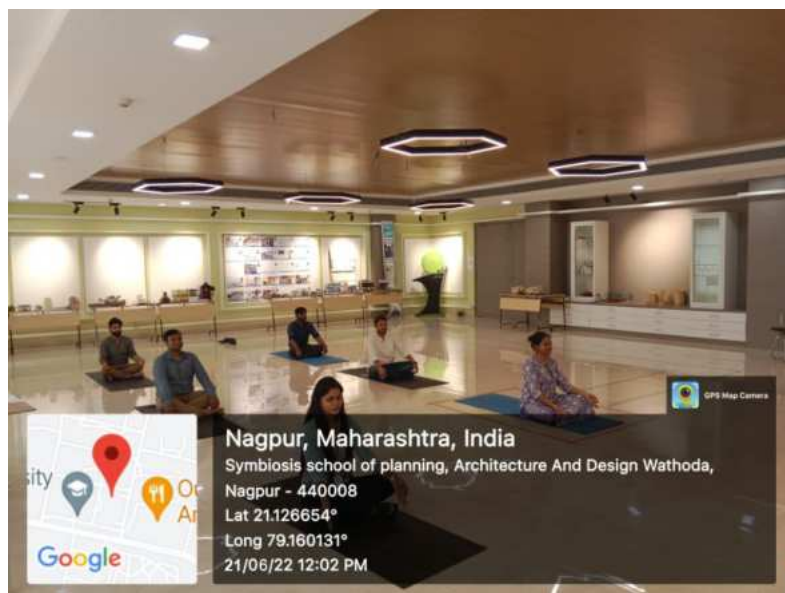 GPS Map Camera
Nagpur, Maharashtra, India
Symbiosis school of planning, Architecture And Design Wathoda,
Nagpur - 440008
Lat 21.126654°
Long 79.160131°
21/06/22 12:02 PM
sity
Google